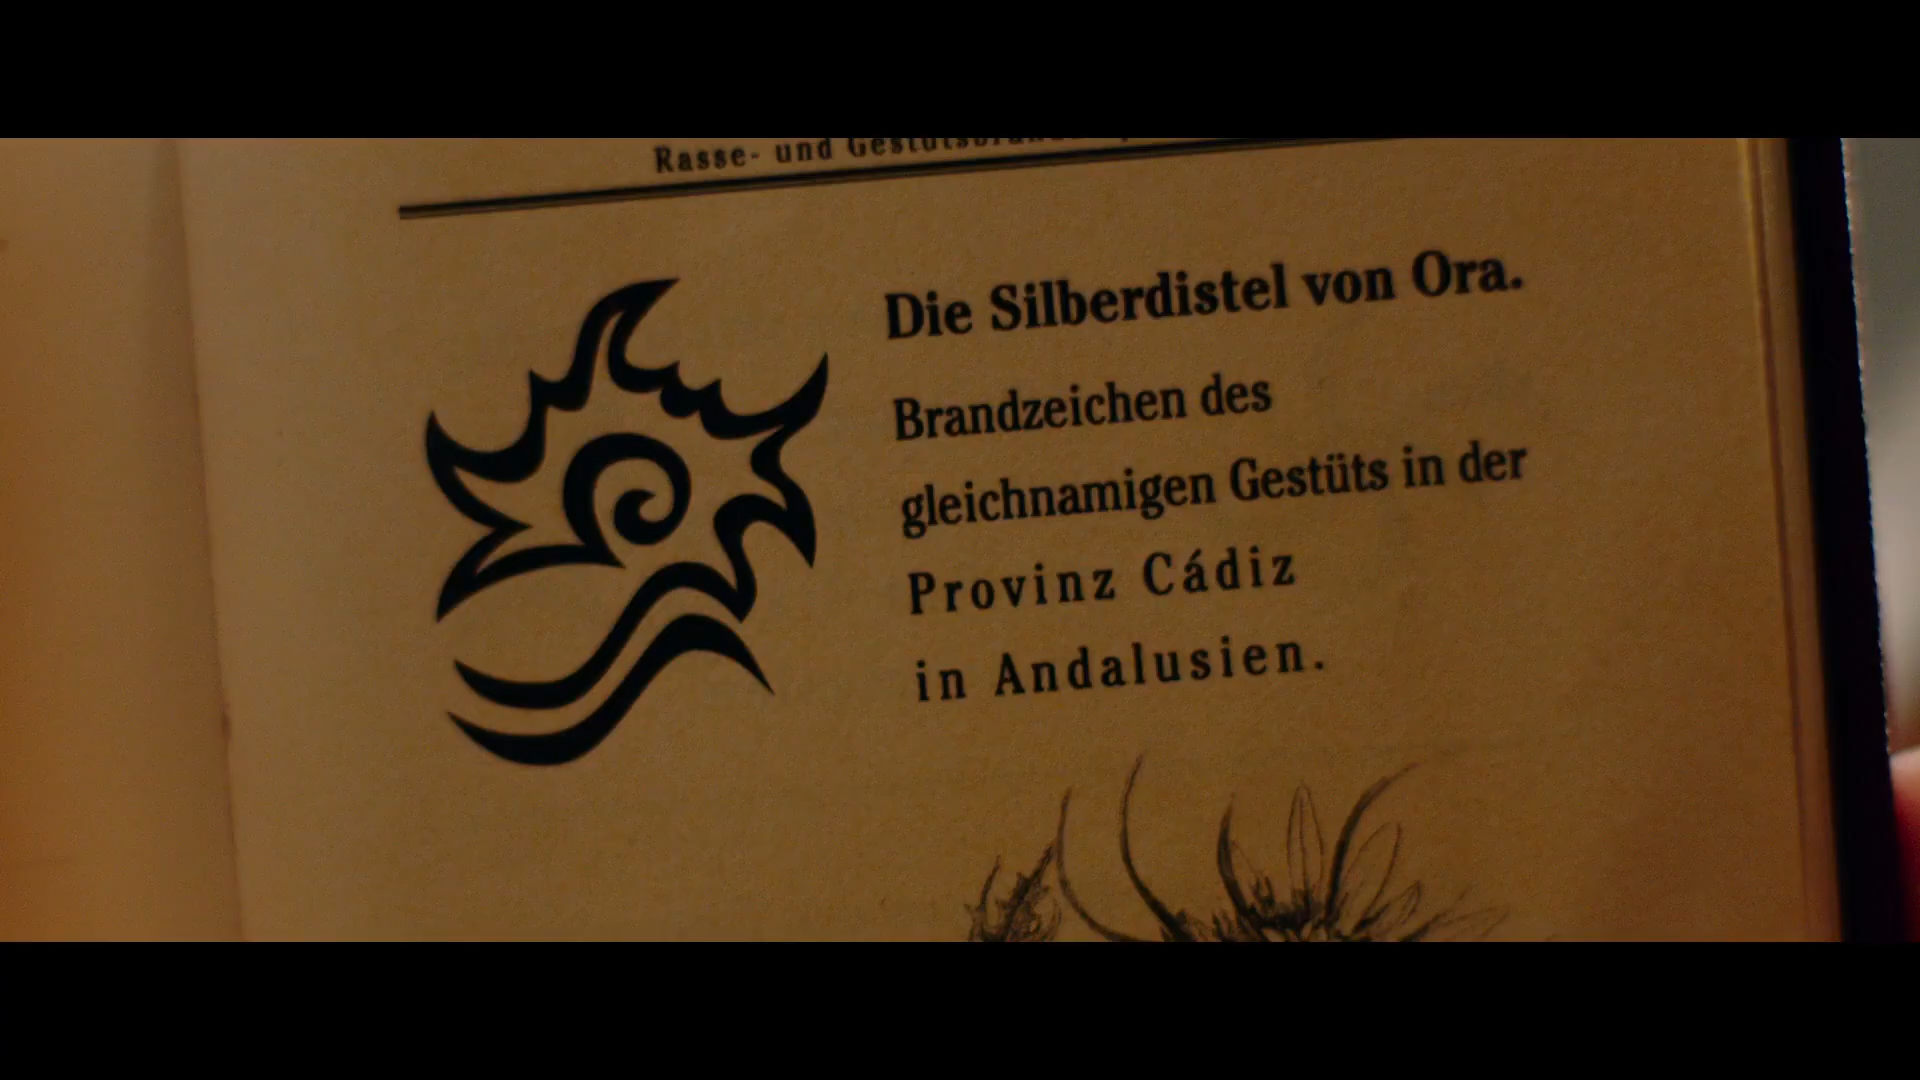 Rasse- und
Die Silberdistel von Ora.
Brandzeichen des
gleichnamigen Gestüts in der
Provinz Cádiz
in Andalusien.